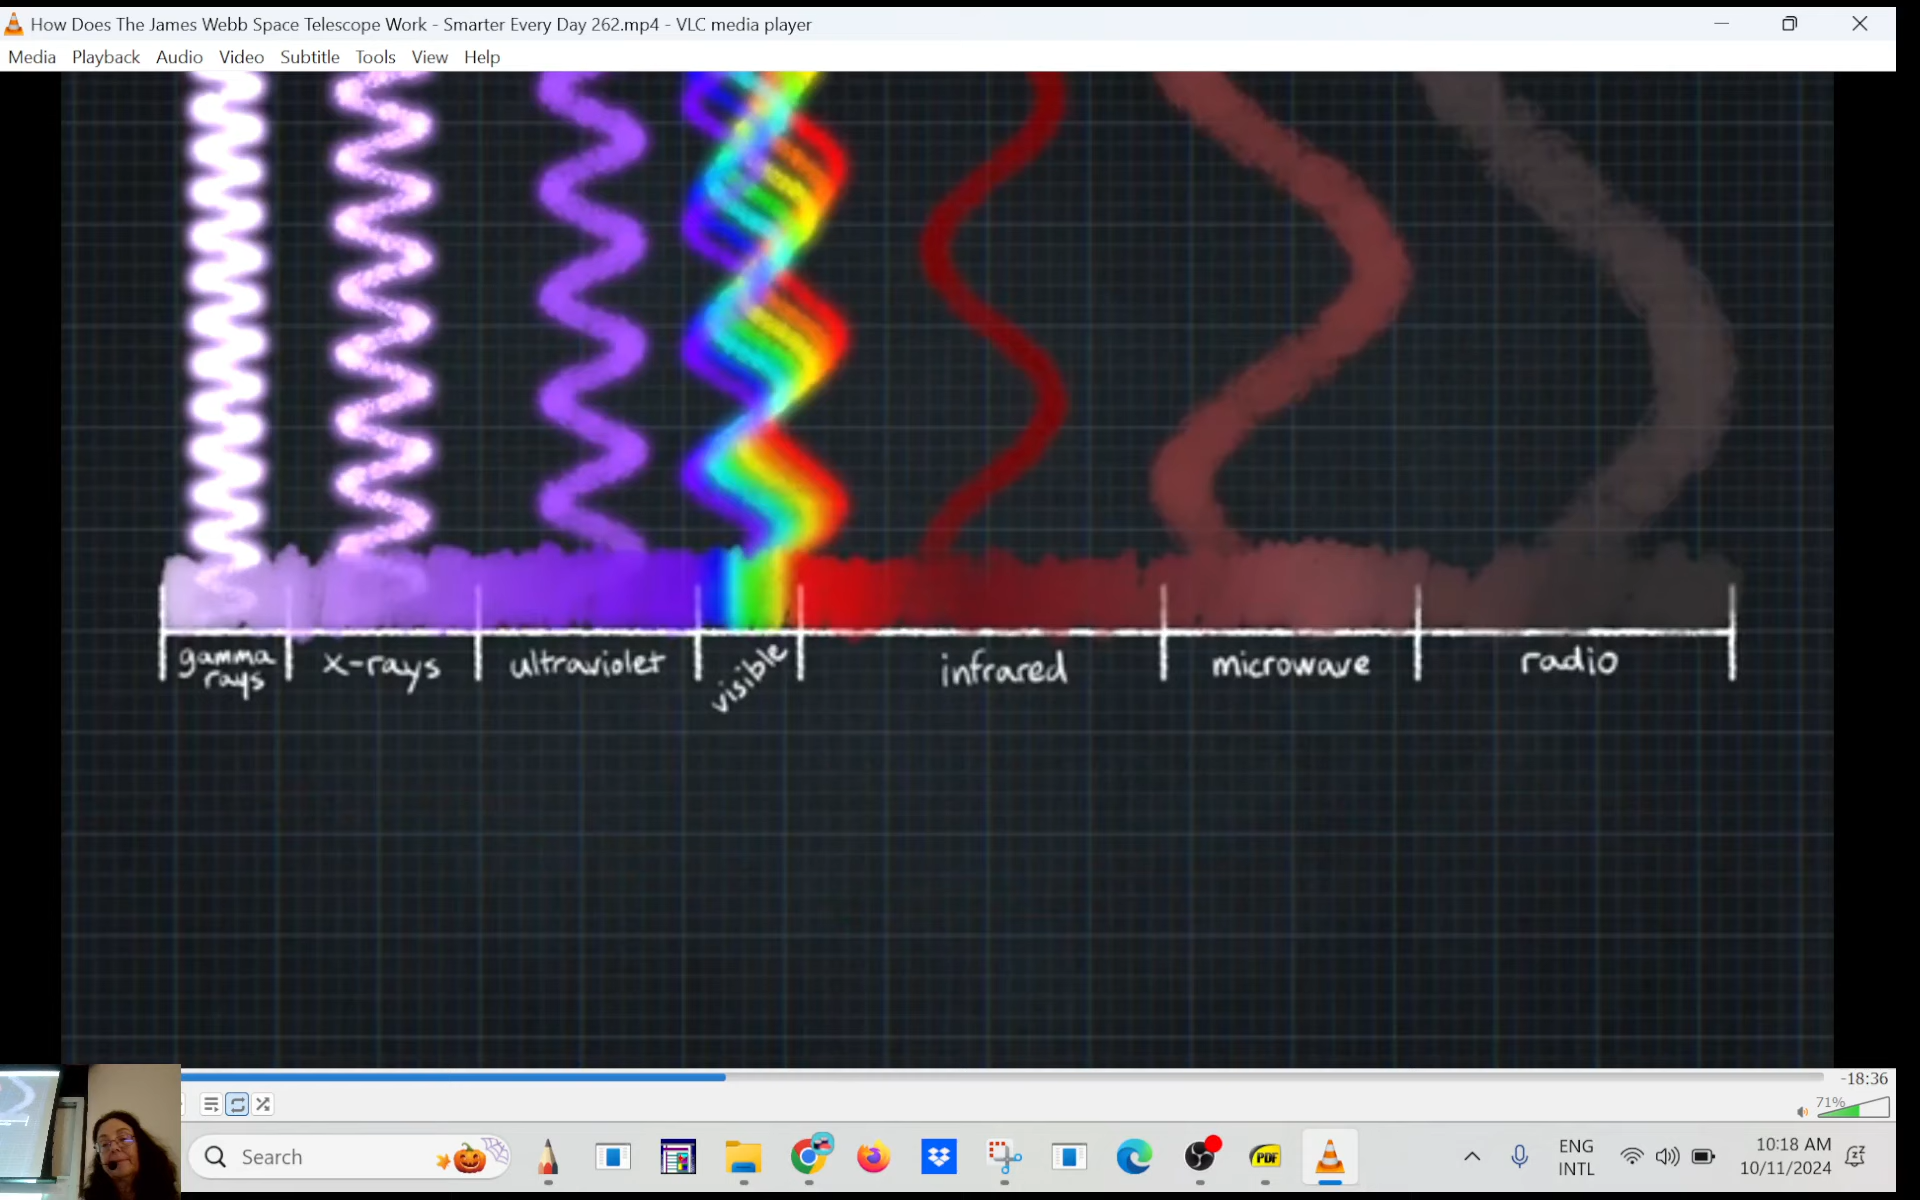 How Does The James Webb Space Telescope Work - Smarter Every Day 262.mp4 - VLC media player
Media Playback Audio Video Subtitle Tools View Help
gamma rays
x-rays
ultraviolet
visible
infrared
microwave
radio
-18:36
71%
Search
PDF
ENG
INTL
10:18 AM
10/11/2024